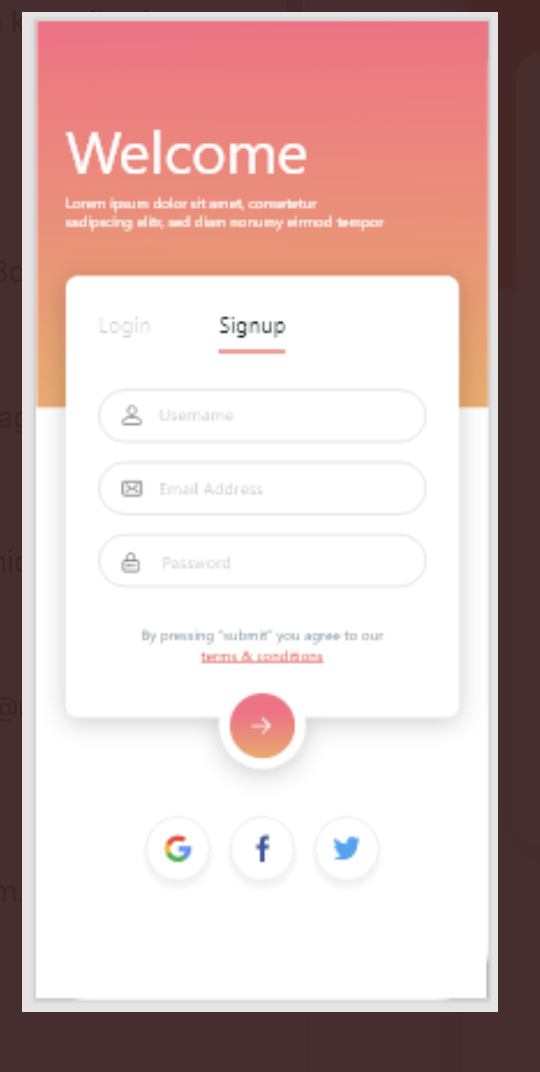 Welcome
Lorem ipsum dolor sit amet, consetetur
sadipscing elitr, sed diam nonumy eirmod tempor
Login Signup
Username
Email Address
Password
By pressing "submit" you agree to our
terms & conditions